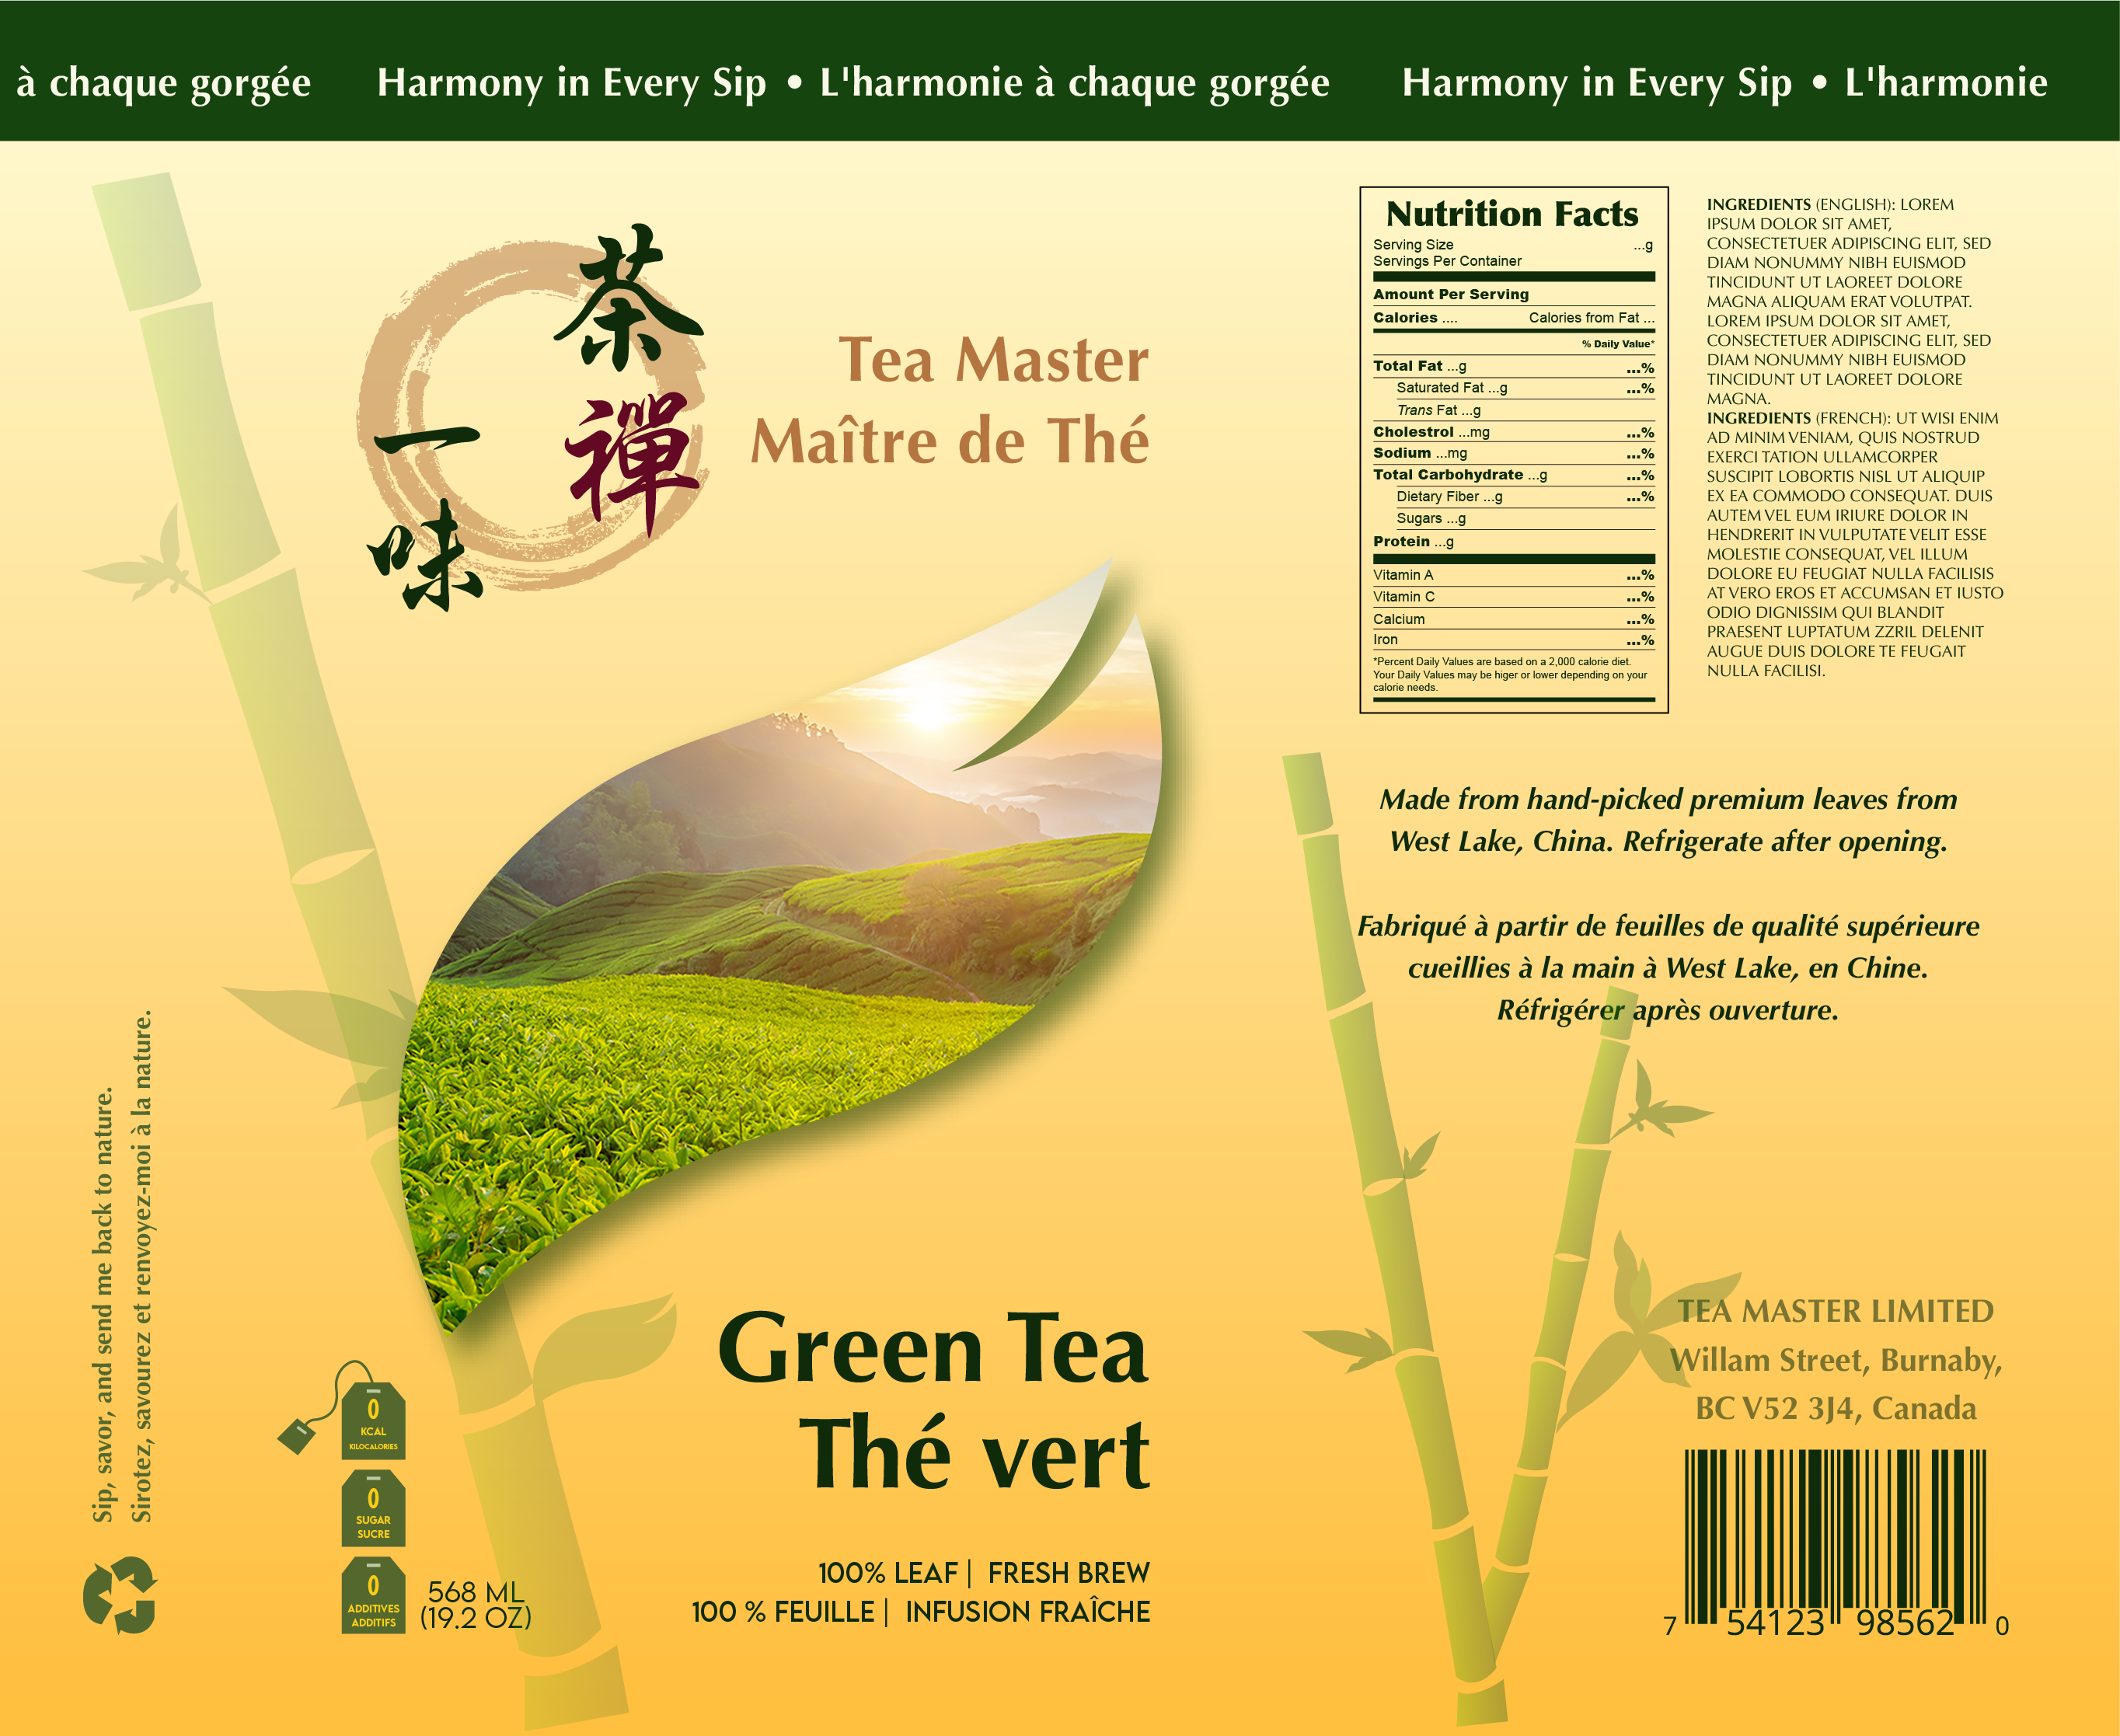 à chaque gorgée Harmony in Every Sip • L'harmonie à chaque gorgée Harmony in Every Sip • L'harmonie
茶
禪
一
味
Tea Master
Maître de Thé
Green Tea
Thé vert
100% LEAF | FRESH BREW
100 % FEUILLE | INFUSION FRAÎCHE
Sip, savor, and send me back to nature.
Sirotez, savourez et renvoyez-moi à la nature.
0
KCAL
KILOCALORIES
0
SUGAR
SUCRE
0
ADDITIVES
ADDITIFS
568 ML
(19.2 OZ)
Nutrition Facts
Serving Size ...g
Servings Per Container
Amount Per Serving
Calories .... Calories from Fat ...
% Daily Value*
Total Fat ...g ...%
Saturated Fat ...g ...%
Trans Fat ...g
Cholestrol ...mg ...%
Sodium ...mg ...%
Total Carbohydrate ...g ...%
Dietary Fiber ...g ...%
Sugars ...g
Protein ...g
Vitamin A ...%
Vitamin C ...%
Calcium ...%
Iron ...%
*Percent Daily Values are based on a 2,000 calorie diet.
Your Daily Values may be higer or lower depending on your
calorie needs.
INGREDIENTS (ENGLISH): LOREM
IPSUM DOLOR SIT AMET,
CONSECTETUER ADIPISCING ELIT, SED
DIAM NONUMMY NIBH EUISMOD
TINCIDUNT UT LAOREET DOLORE
MAGNA ALIQUAM ERAT VOLUTPAT.
LOREM IPSUM DOLOR SIT AMET,
CONSECTETUER ADIPISCING ELIT, SED
DIAM NONUMMY NIBH EUISMOD
TINCIDUNT UT LAOREET DOLORE
MAGNA.
INGREDIENTS (FRENCH): UT WISI ENIM
AD MINIM VENIAM, QUIS NOSTRUD
EXERCI TATION ULLAMCORPER
SUSCIPIT LOBORTIS NISL UT ALIQUIP
EX EA COMMODO CONSEQUAT. DUIS
AUTEM VEL EUM IRIURE DOLOR IN
HENDRERIT IN VULPUTATE VELIT ESSE
MOLESTIE CONSEQUAT, VEL ILLUM
DOLORE EU FEUGIAT NULLA FACILISIS
AT VERO EROS ET ACCUMSAN ET IUSTO
ODIO DIGNISSIM QUI BLANDIT
PRAESENT LUPTATUM ZZRIL DELENIT
AUGUE DUIS DOLORE TE FEUGAIT
NULLA FACILISI.
Made from hand-picked premium leaves from
West Lake, China. Refrigerate after opening.
Fabriqué à partir de feuilles de qualité supérieure
cueillies à la main à West Lake, en Chine.
Réfrigérer après ouverture.
TEA MASTER LIMITED
Willam Street, Burnaby,
BC V52 3J4, Canada
7 54123 98562 0